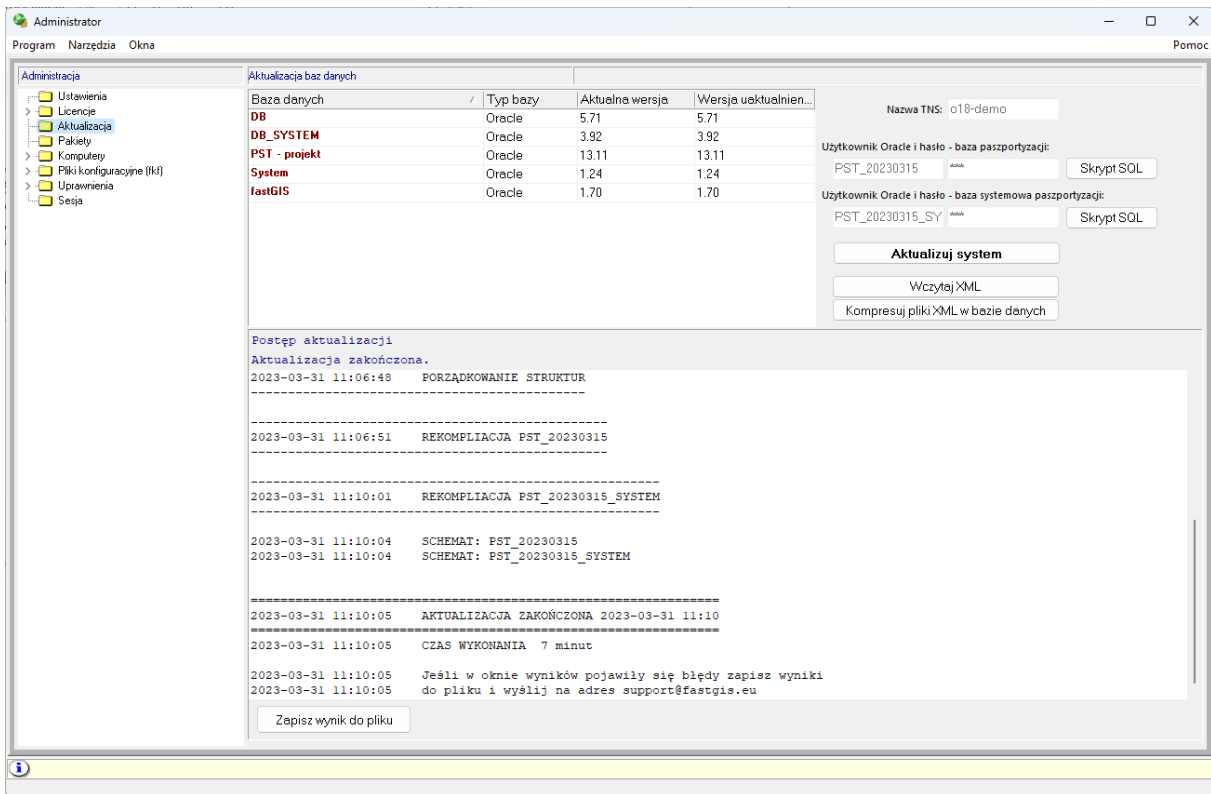 Administrator
Program Narzędzia Okna Pomoc
Administracja
Ustawienia
Licencje
Aktualizacja
Pakiety
Komputery
Pliki konfiguracyjne (fkf)
Uprawnienia
Sesja
Aktualizacja baz danych
Baza danych / Typ bazy Aktualna wersja Wersja uaktualnien...
DB Oracle 5.71 5.71
DB_SYSTEM Oracle 3.92 3.92
PST - projekt Oracle 13.11 13.11
System Oracle 1.24 1.24
fastGIS Oracle 1.70 1.70
Nazwa TNS: o18-demo
Użytkownik Oracle i hasło - baza paszportyzacji:
PST_20230315 *** Skrypt SQL
Użytkownik Oracle i hasło - baza systemowa paszportyzacji:
PST_20230315_SY *** Skrypt SQL
Aktualizuj system
Wczytaj XML
Kompresuj pliki XML w bazie danych
Postęp aktualizacji
Aktualizacja zakończona.
2023-03-31 11:06:48 PORZĄDKOWANIE STRUKTUR
2023-03-31 11:06:51 REKOMPLIACJA PST_20230315
2023-03-31 11:10:01 REKOMPLIACJA PST_20230315_SYSTEM
2023-03-31 11:10:04 SCHEMAT: PST_20230315
2023-03-31 11:10:04 SCHEMAT: PST_20230315_SYSTEM
2023-03-31 11:10:05 AKTUALIZACJA ZAKOŃCZONA 2023-03-31 11:10
2023-03-31 11:10:05 CZAS WYKONANIA 7 minut
2023-03-31 11:10:05 Jeśli w oknie wyników pojawiły się błędy zapisz wyniki
2023-03-31 11:10:05 do pliku i wyślij na adres support@fastgis.eu
Zapisz wynik do pliku